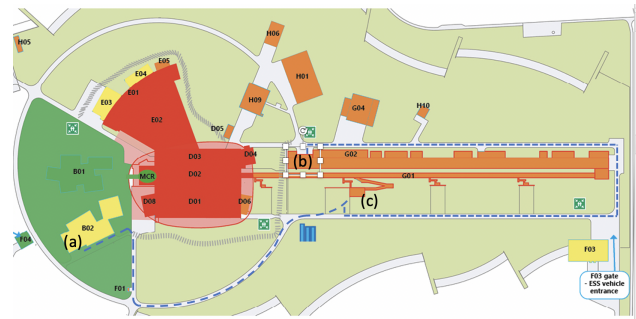 H05
H06
E05
E04
H01
E03
E01
H09
G04
H10
E02
D05
D03
D04
(b)
G02
B01
MCR
D02
G01
D08
D01
D06
(c)
B02
(a)
F04
F03
F01
F03 gate
- ESS vehicle
entrance